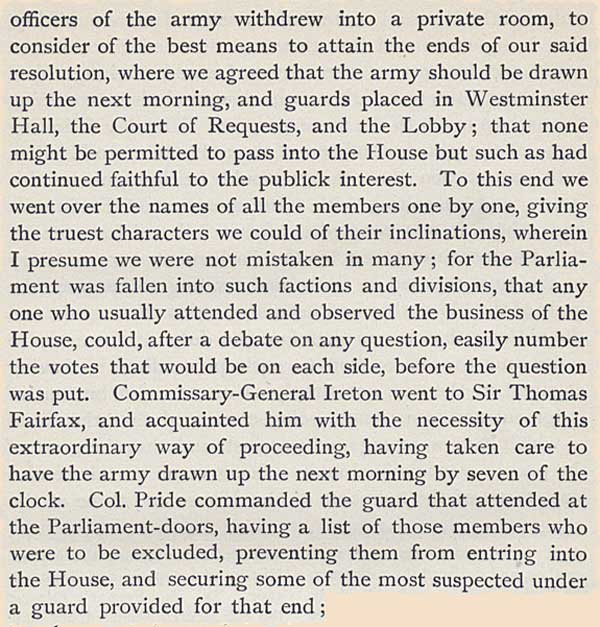 officers of the army withdrew into a private room, to
consider of the best means to attain the ends of our said
resolution, where we agreed that the army should be drawn
up the next morning, and guards placed in Westminster
Hall, the Court of Requests, and the Lobby; that none
might be permitted to pass into the House but such as had
continued faithful to the publick interest. To this end we
went over the names of all the members one by one, giving
the truest characters we could of their inclinations, wherein
I presume we were not mistaken in many; for the Parlia-
ment was fallen into such factions and divisions, that any
one who usually attended and observed the business of the
House, could, after a debate on any question, easily number
the votes that would be on each side, before the question
was put. Commissary-General Ireton went to Sir Thomas
Fairfax, and acquainted him with the necessity of this
extraordinary way of proceeding, having taken care to
have the army drawn up the next morning by seven of the
clock. Col. Pride commanded the guard that attended at
the Parliament-doors, having a list of those members who
were to be excluded, preventing them from entring into
the House, and securing some of the most suspected under
a guard provided for that end;